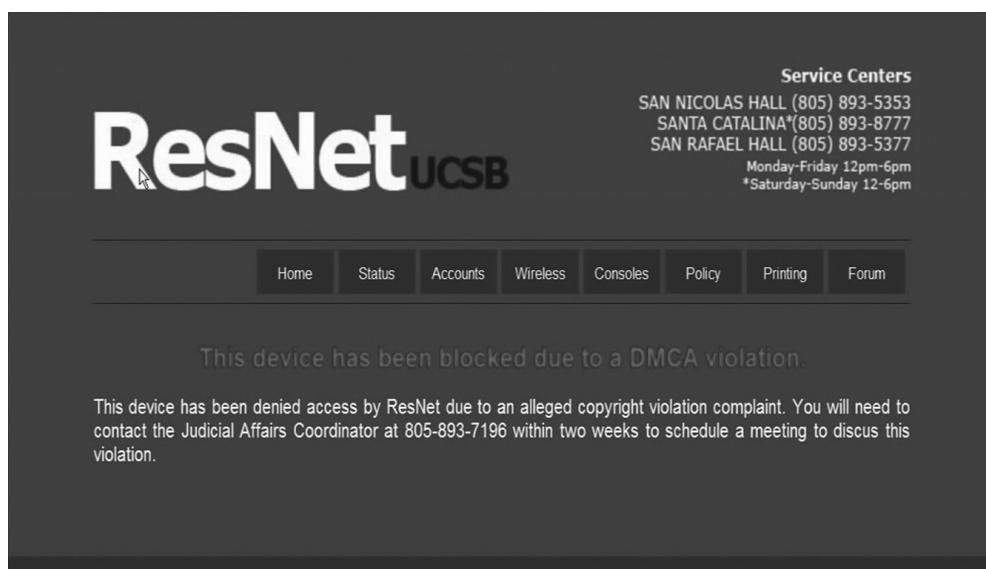 Service Centers
SAN NICOLAS HALL (805) 893-5353
SANTA CATALINA*(805) 893-8777
SAN RAFAEL HALL (805) 893-5377
Monday-Friday 12pm-6pm
*Saturday-Sunday 12-6pm
ResNet UCSB
Home Status Accounts Wireless Consoles Policy Printing Forum
This device has been blocked due to a DMCA violation.
This device has been denied access by ResNet due to an alleged copyright violation complaint. You will need to
contact the Judicial Affairs Coordinator at 805-893-7196 within two weeks to schedule a meeting to discus this
violation.